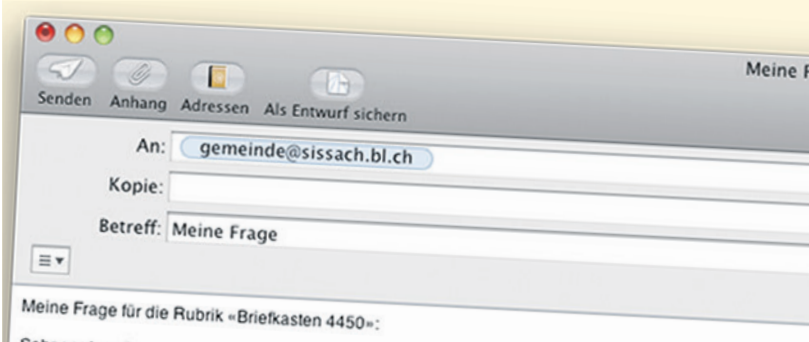 Meine
Senden Anhang Adressen Als Entwurf sichern
An: gemeinde@sissach.bl.ch
Kopie:
Betreff: Meine Frage
Meine Frage für die Rubrik «Briefkasten 4450»: